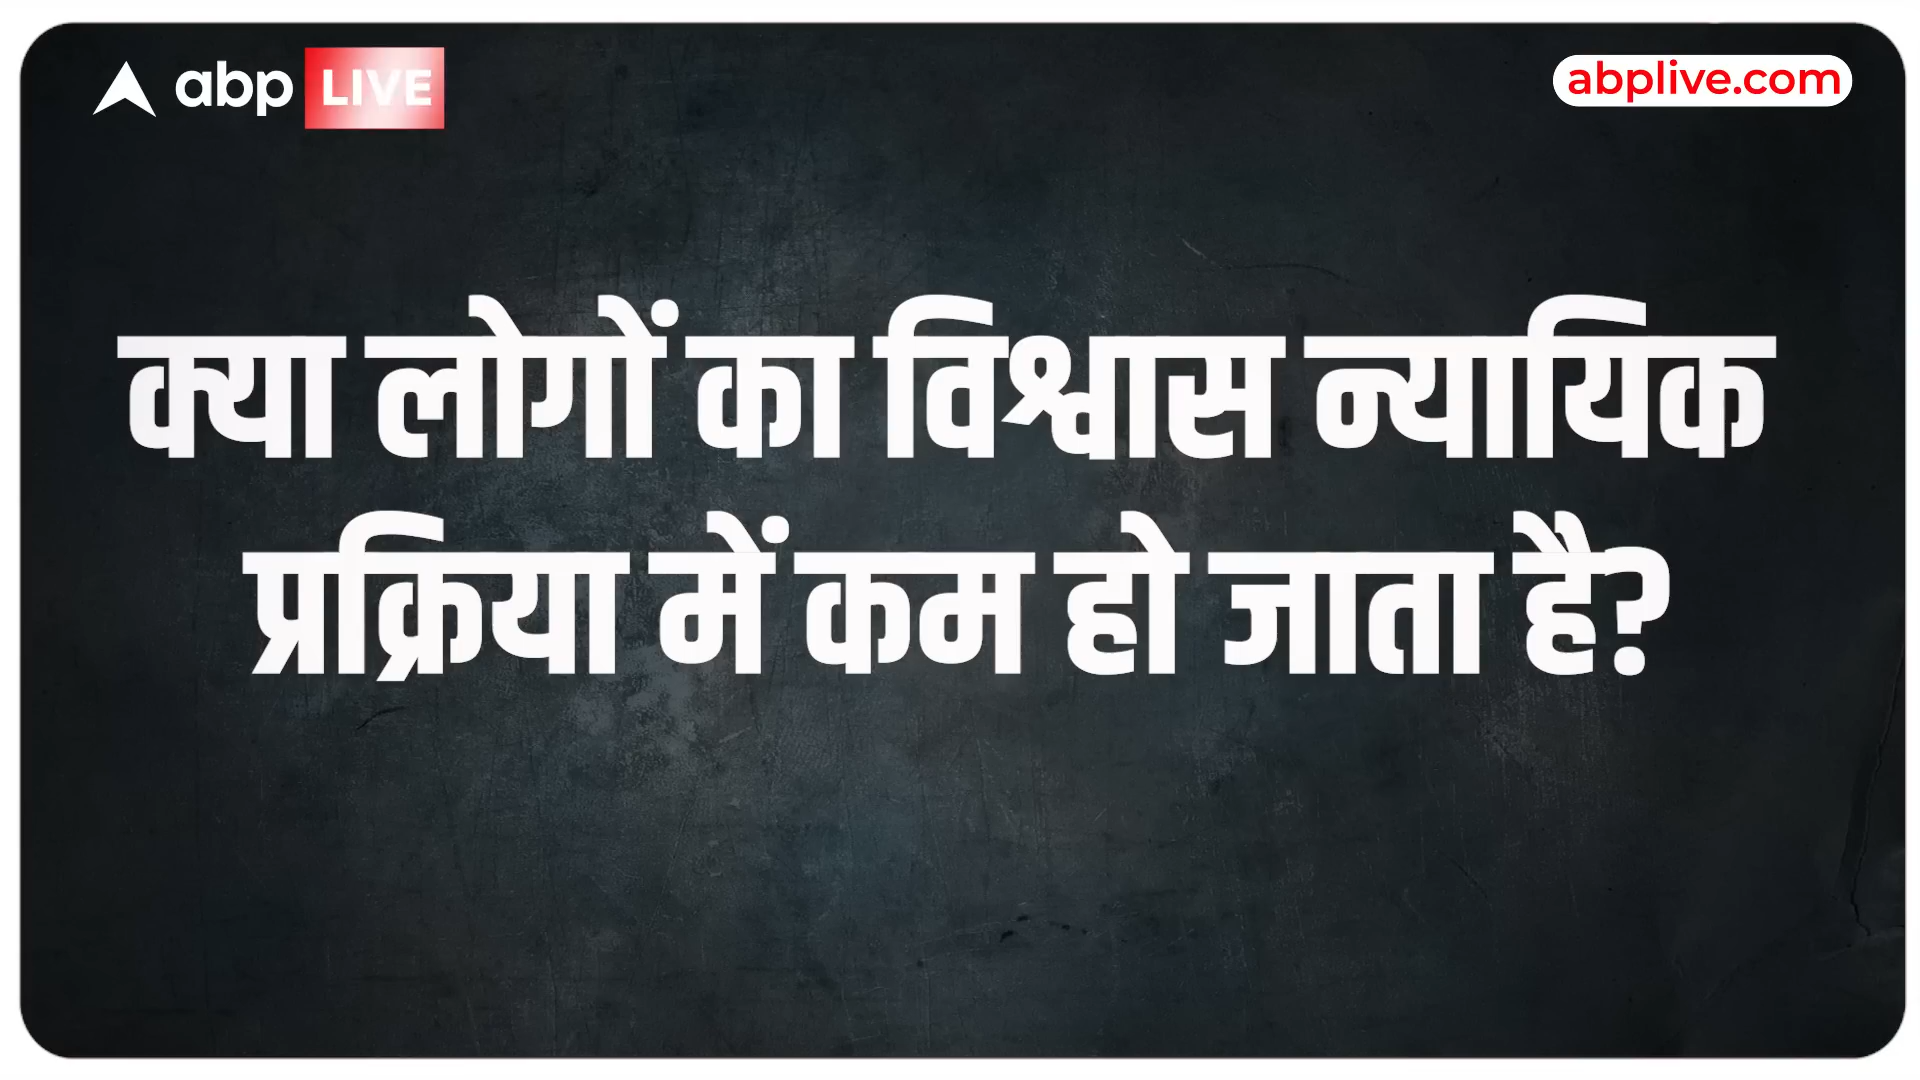 abp LIVE
abplive.com
क्या लोगों का विश्वास न्यायिक
प्रक्रिया में कम हो जाता है?